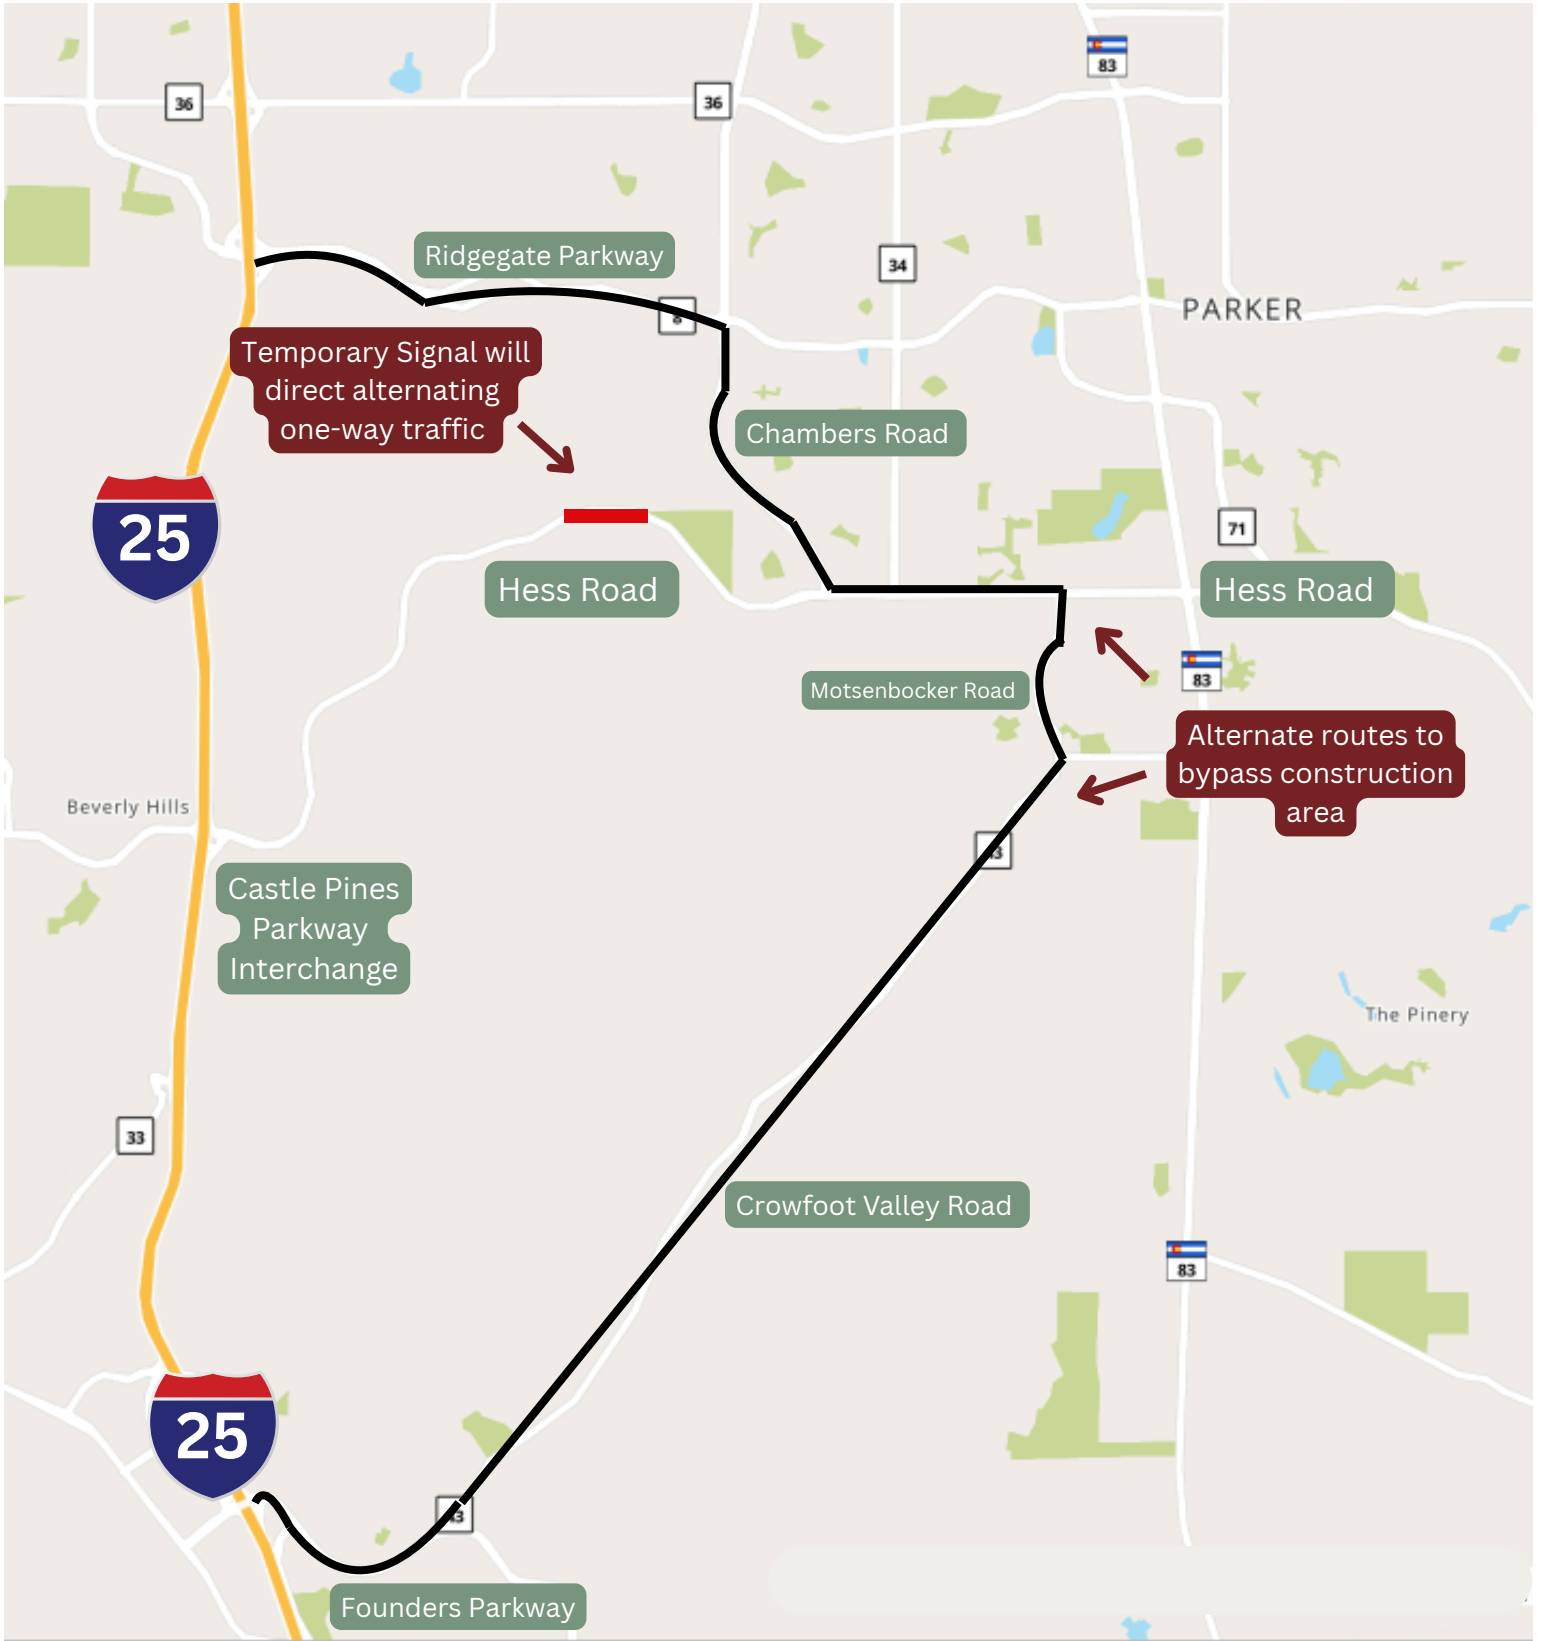 83
36
36
Ridgegate Parkway
34
PARKER
8
Temporary Signal will
direct alternating
one-way traffic
Chambers Road
25
71
Hess Road
Hess Road
83
Motsenbocker Road
Alternate routes to
bypass construction
area
Beverly Hills
Castle Pines
Parkway
Interchange
The Pinery
33
Crowfoot Valley Road
83
25
Founders Parkway